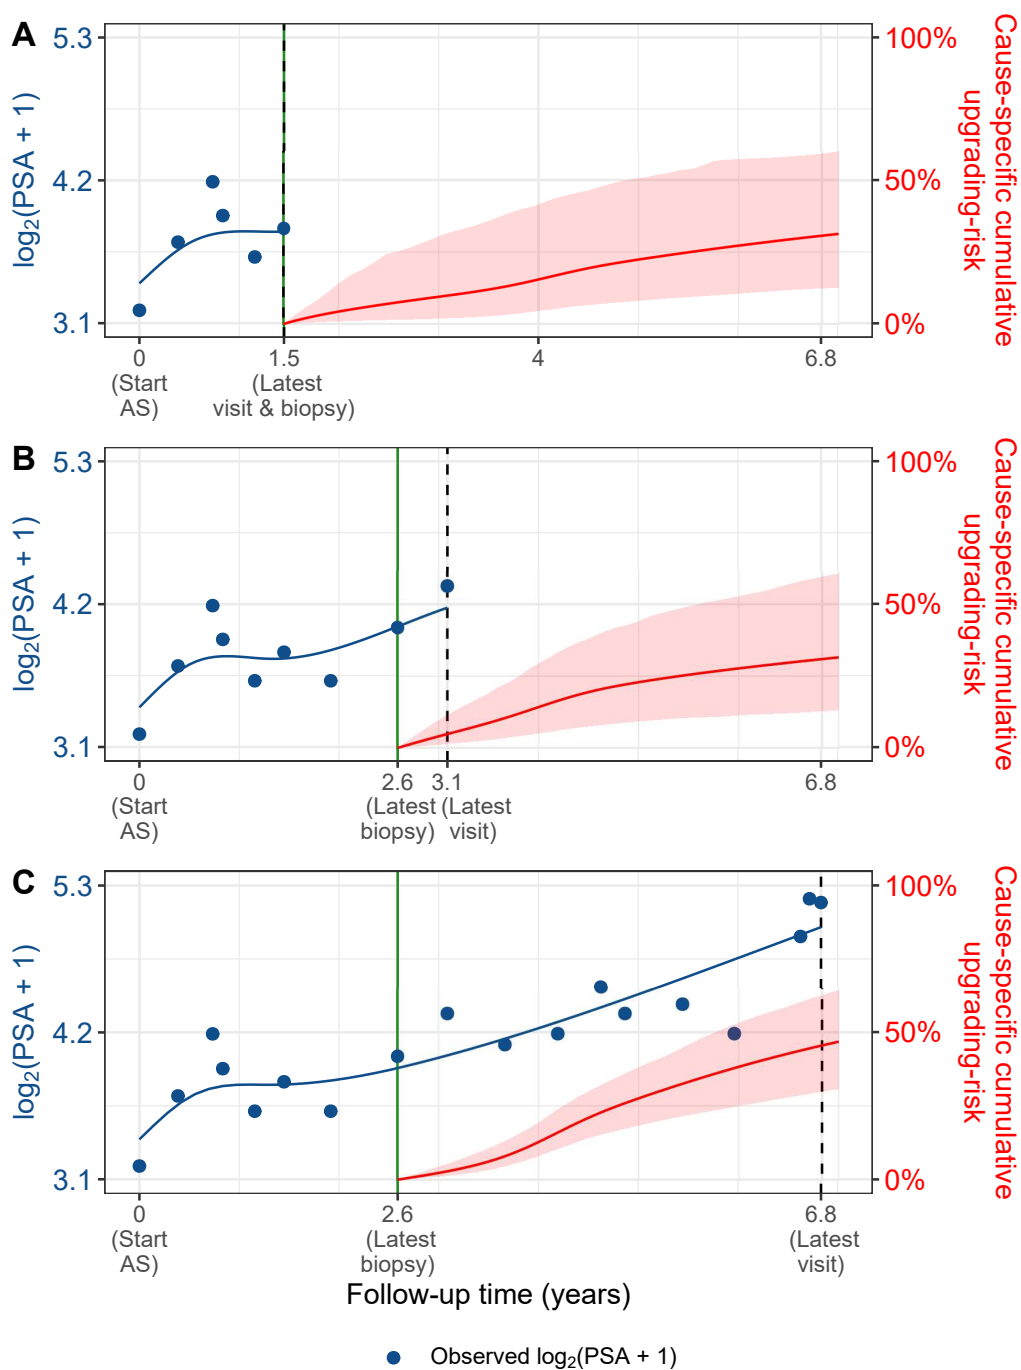 A
5.3
4.2
3.1
log₂(PSA + 1)
100%
50%
0%
Cause-specific cumulative
upgrading-risk
0
(Start
AS)
1.5
(Latest
visit & biopsy)
4
6.8
B
5.3
4.2
3.1
log₂(PSA + 1)
100%
50%
0%
Cause-specific cumulative
upgrading-risk
0
(Start
AS)
2.6
(Latest
biopsy)
3.1
(Latest
visit)
6.8
C
5.3
4.2
3.1
log₂(PSA + 1)
100%
50%
0%
Cause-specific cumulative
upgrading-risk
0
(Start
AS)
2.6
(Latest
biopsy)
6.8
(Latest
visit)
Follow-up time (years)
Observed log₂(PSA + 1)